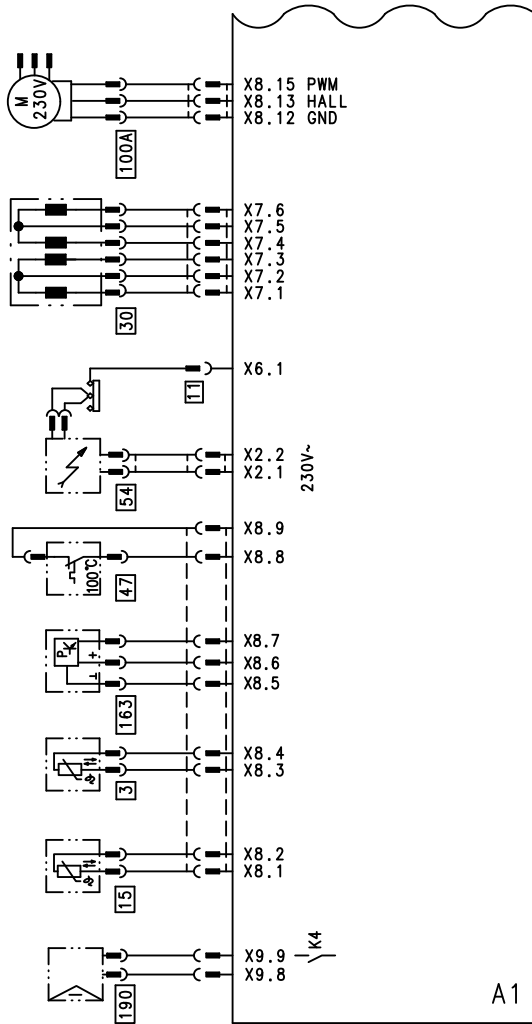 M
230V
X8.15 PWM
X8.13 HALL
X8.12 GND
100A
X7.6
X7.5
X7.4
X7.3
X7.2
X7.1
30
X6.1
11
X2.2
X2.1
230V~
54
X8.9
X8.8
100°C
47
P
+
X8.7
X8.6
X8.5
163
X8.4
X8.3
3
X8.2
X8.1
15
X9.9
K4
X9.8
190
A1